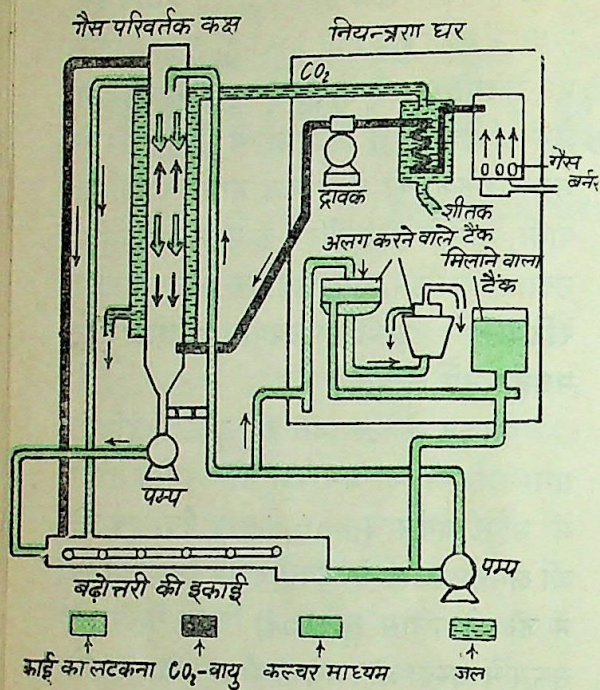 गैस परिवर्तक कक्ष
नियन्त्रण घर
CO₂
गैस
बर्नर
द्रावक
शीतक
अलग करने वाले टैंक
मिलाने वाला
टैंक
पम्प
पम्प
बढ़ोत्तरी की इकाई
काई का लटकना CO₂-वायु कल्चर माध्यम जल